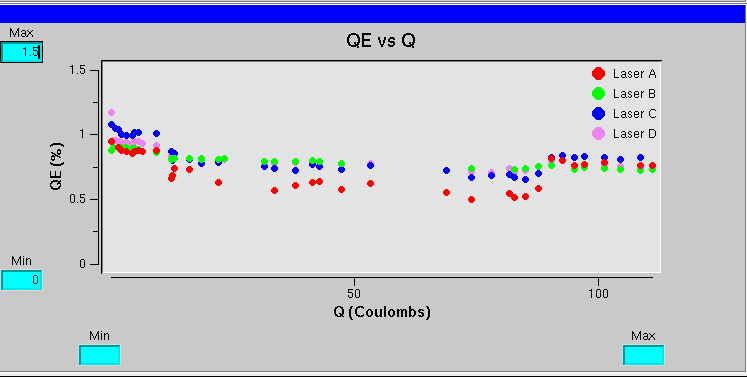 Max
1.5
QE vs Q
1.5
1
0.5
0
QE (%)
Laser A
Laser B
Laser C
Laser D
Min
0
50
100
Q (Coulombs)
Min
Max